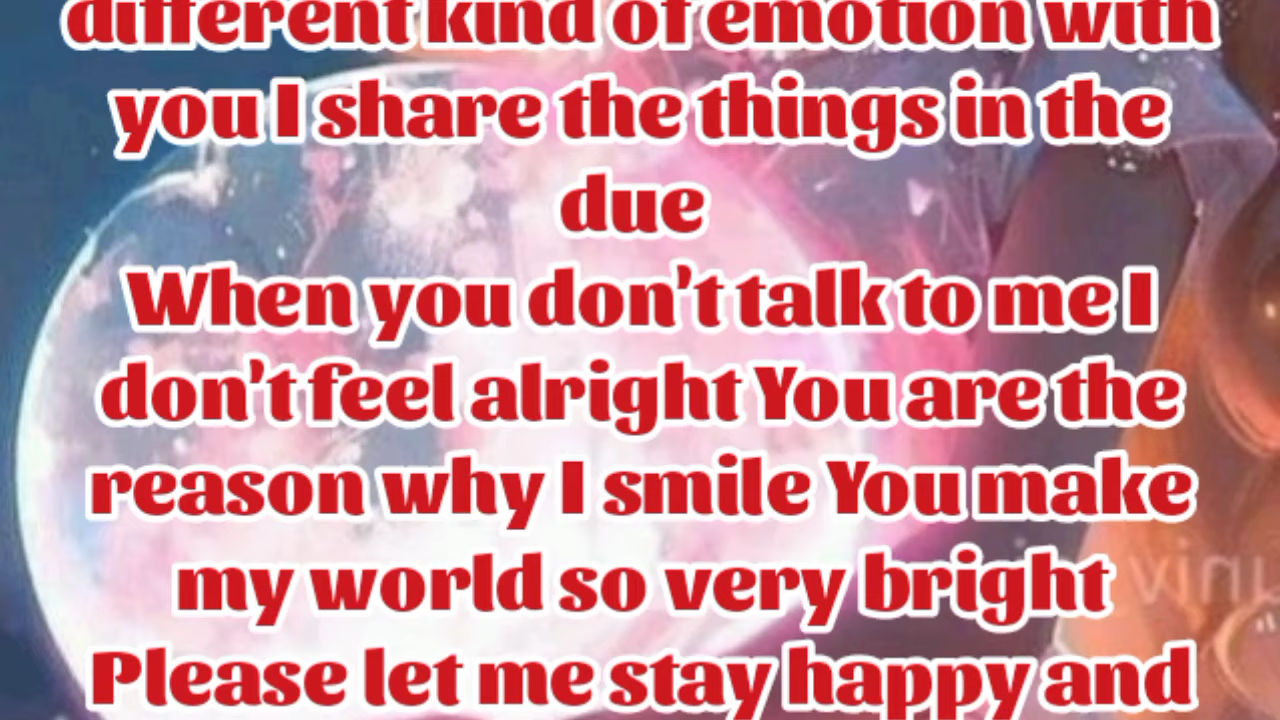 different kind of emotion with
you I share the things in the
due
When you don't talk to me I
don't feel alright You are the
reason why I smile You make
my world so very bright
Please let me stay happy and